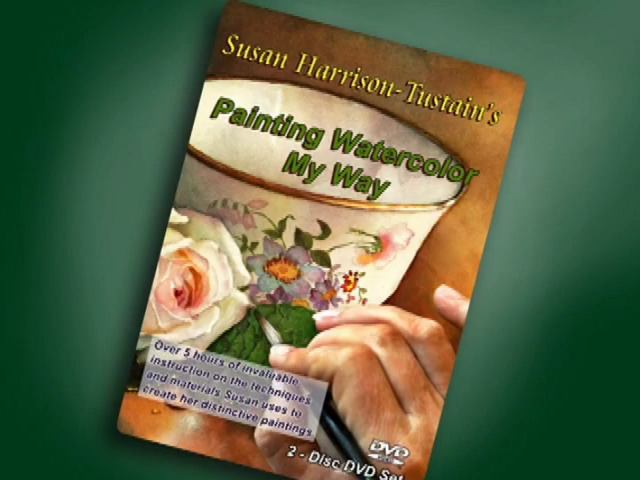 Susan Harrison-Tustain's
Painting Watercolor
My Way
Over 5 hours of invaluable
instruction on the techniques
and materials Susan uses to
create her distinctive paintings
DVD
2 - Disc DVD Set